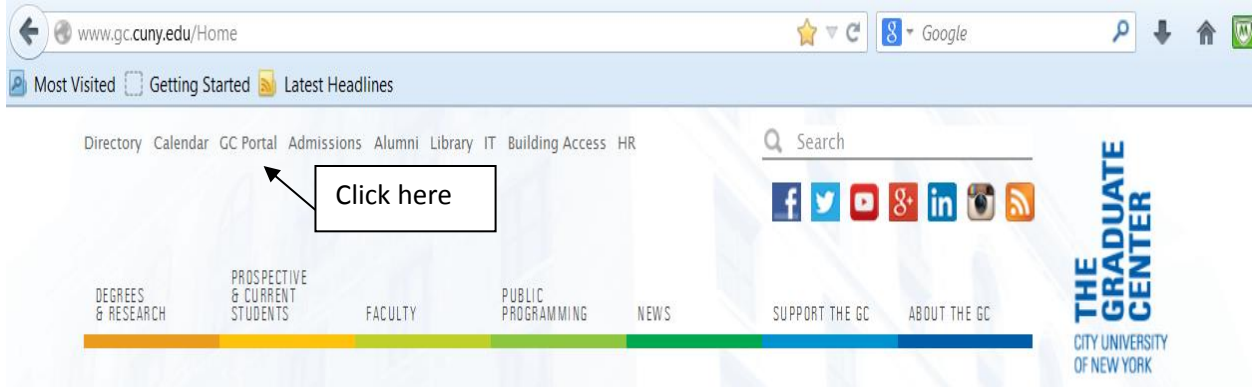 www.gc.cuny.edu/Home
Google
Most Visited Getting Started Latest Headlines
Directory Calendar GC Portal Admissions Alumni Library IT Building Access HR
Search
Click here
DEGREES
& RESEARCH
PROSPECTIVE
& CURRENT
STUDENTS
FACULTY
PUBLIC
PROGRAMMING
NEWS
SUPPORT THE GC
ABOUT THE GC
THE
GRADUATE
CENTER
CITY UNIVERSITY
OF NEW YORK